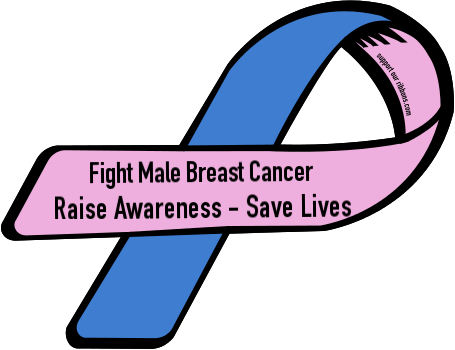 support our ribbons.com
Fight Male Breast Cancer
Raise Awareness - Save Lives